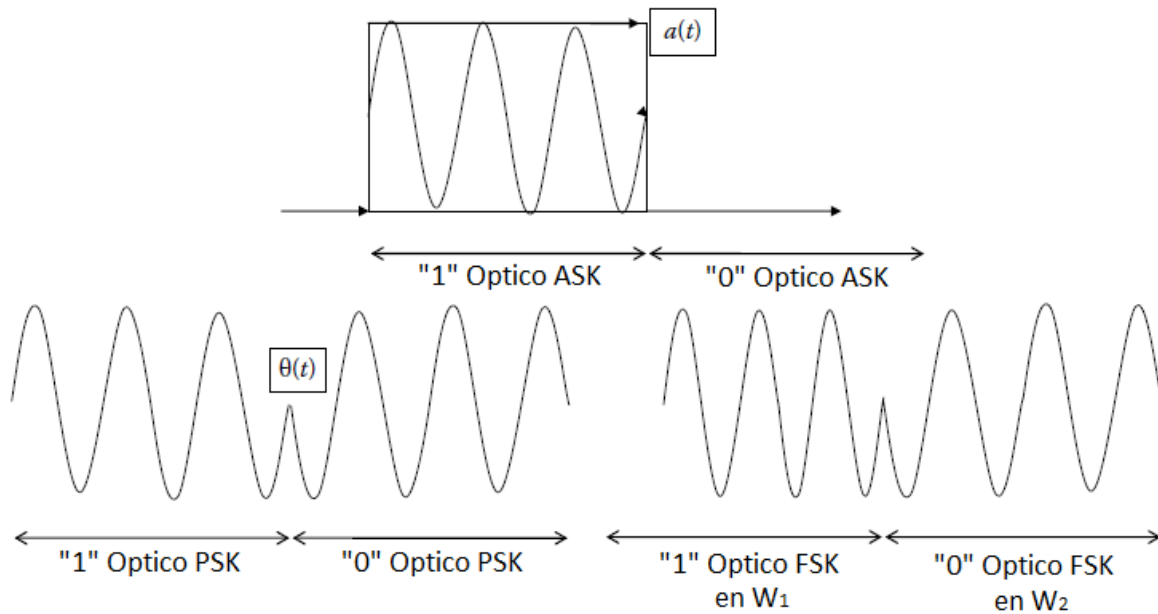 a(t)
"1" Optico ASK
"0" Optico ASK
θ(t)
"1" Optico PSK
"0" Optico PSK
"1" Optico FSK
en W₁
"0" Optico FSK
en W₂